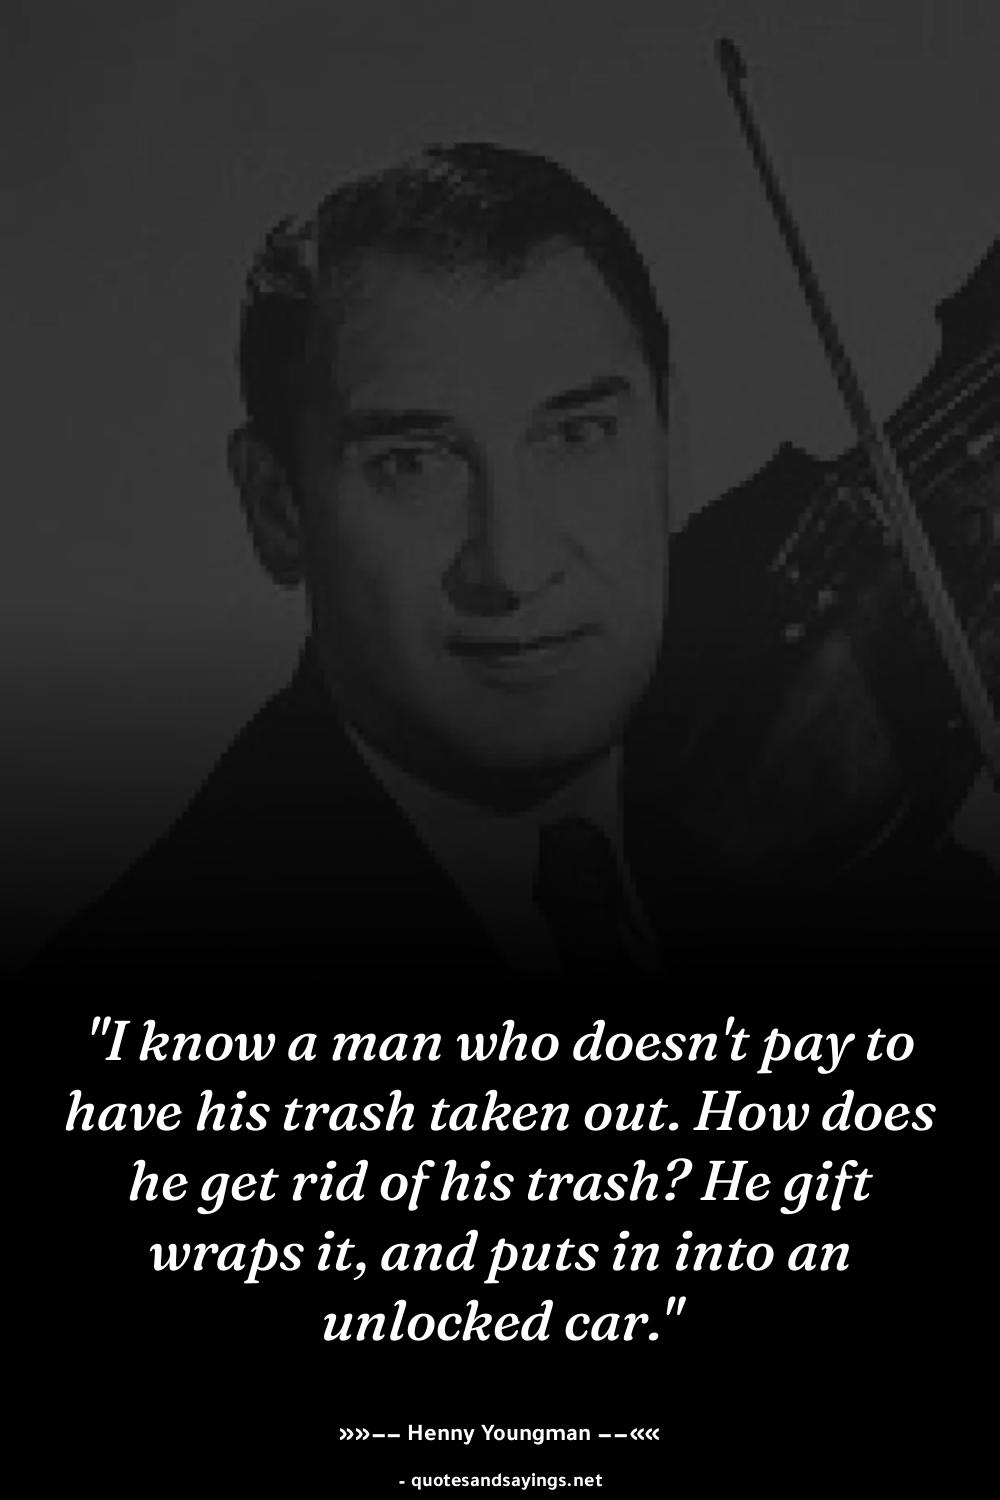 "I know a man who doesn't pay to
have his trash taken out. How does
he get rid of his trash? He gift
wraps it, and puts in into an
unlocked car."
»»–– Henny Youngman ––««
- quotesandsayings.net